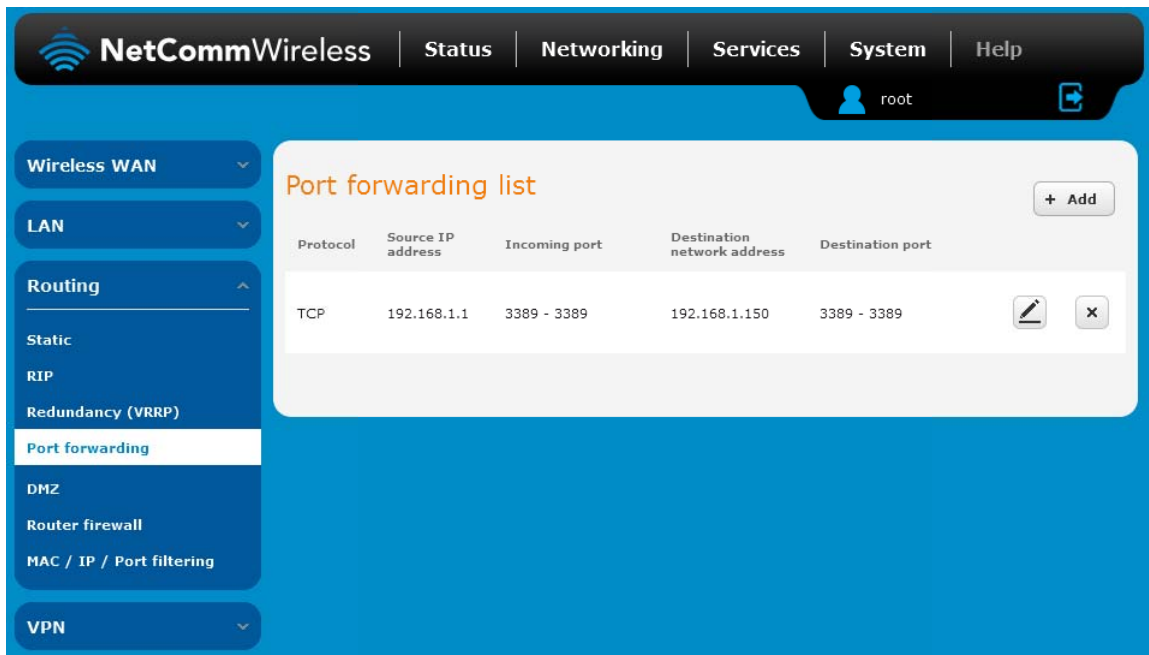 NetCommWireless Status Networking Services System Help
root
Wireless WAN
LAN
Routing
Static
RIP
Redundancy (VRRP)
Port forwarding
DMZ
Router firewall
MAC / IP / Port filtering
VPN
Port forwarding list
+ Add
Protocol Source IP address Incoming port Destination network address Destination port
TCP 192.168.1.1 3389 - 3389 192.168.1.150 3389 - 3389